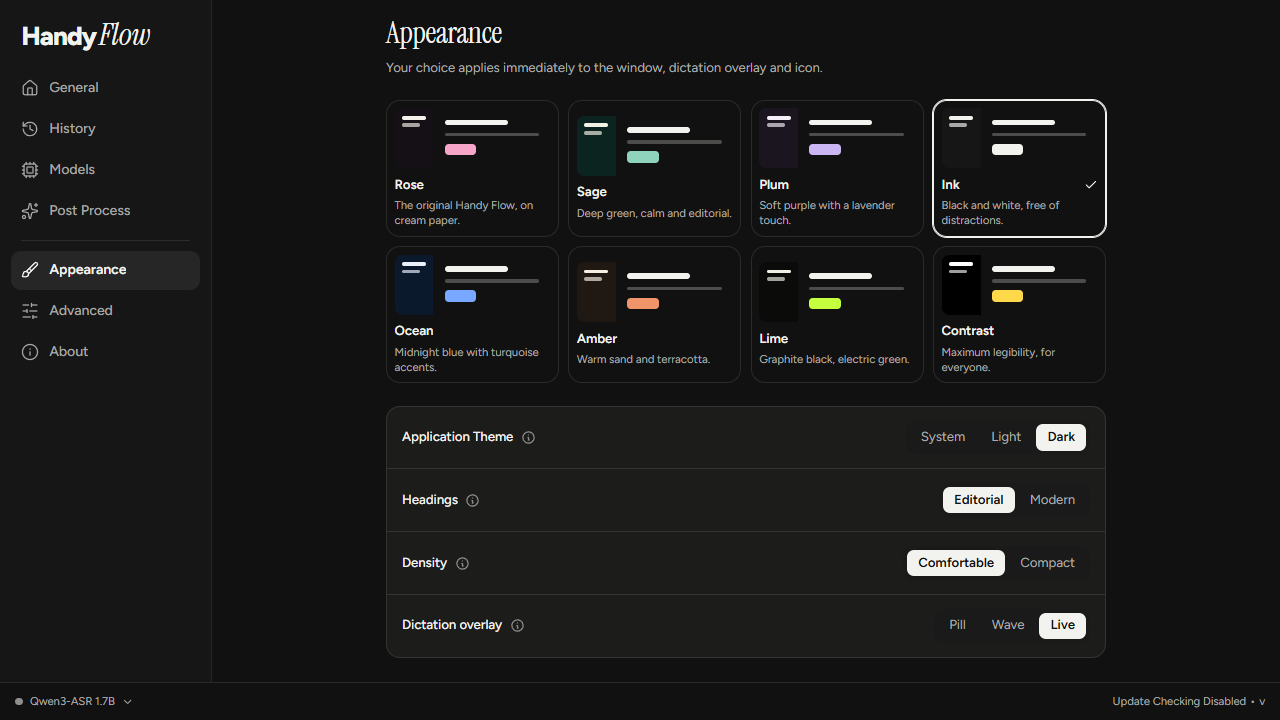 Handy Flow
General
History
Models
Post Process
Appearance
Advanced
About
Appearance
Your choice applies immediately to the window, dictation overlay and icon.
Rose
The original Handy Flow, on
cream paper.
Sage
Deep green, calm and editorial.
Plum
Soft purple with a lavender
touch.
Ink
Black and white, free of
distractions.
Ocean
Midnight blue with turquoise
accents.
Amber
Warm sand and terracotta.
Lime
Graphite black, electric green.
Contrast
Maximum legibility, for
everyone.
Application Theme System Light Dark
Headings Editorial Modern
Density Comfortable Compact
Dictation overlay Pill Wave Live
Qwen3-ASR 1.7B
Update Checking Disabled • v